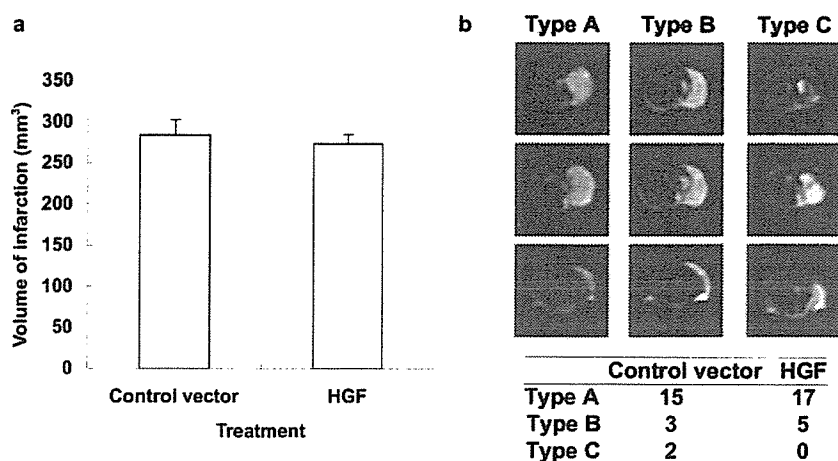 a
Volume of infarction (mm³)
350
300
250
200
150
100
50
0
Control vector
HGF
Treatment
b
Type A Type B Type C
Control vector HGF
Type A 15 17
Type B 3 5
Type C 2 0